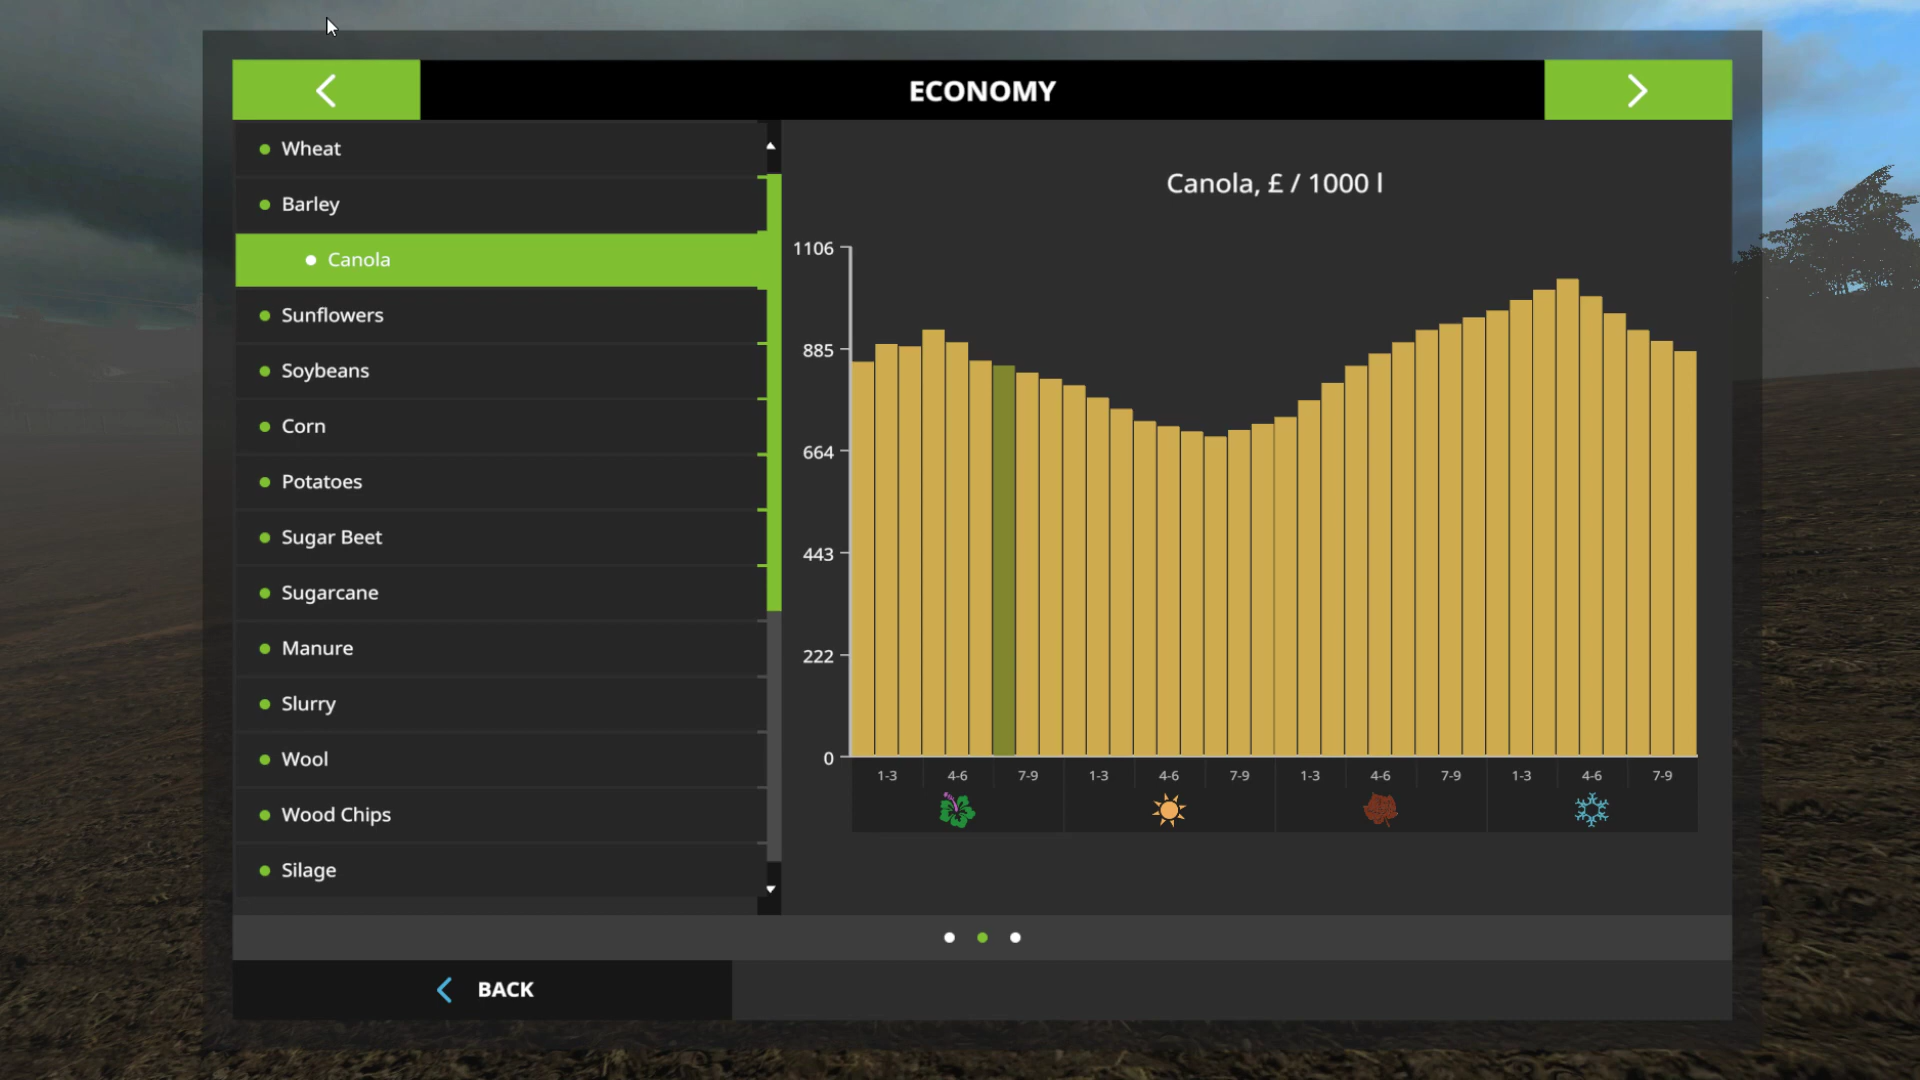 ECONOMY
Wheat
Barley
Canola
Sunflowers
Soybeans
Corn
Potatoes
Sugar Beet
Sugarcane
Manure
Slurry
Wool
Wood Chips
Silage
Canola, £ / 1000 l
1106
885
664
443
222
0
1-3 4-6 7-9 1-3 4-6 7-9 1-3 4-6 7-9 1-3 4-6 7-9
BACK